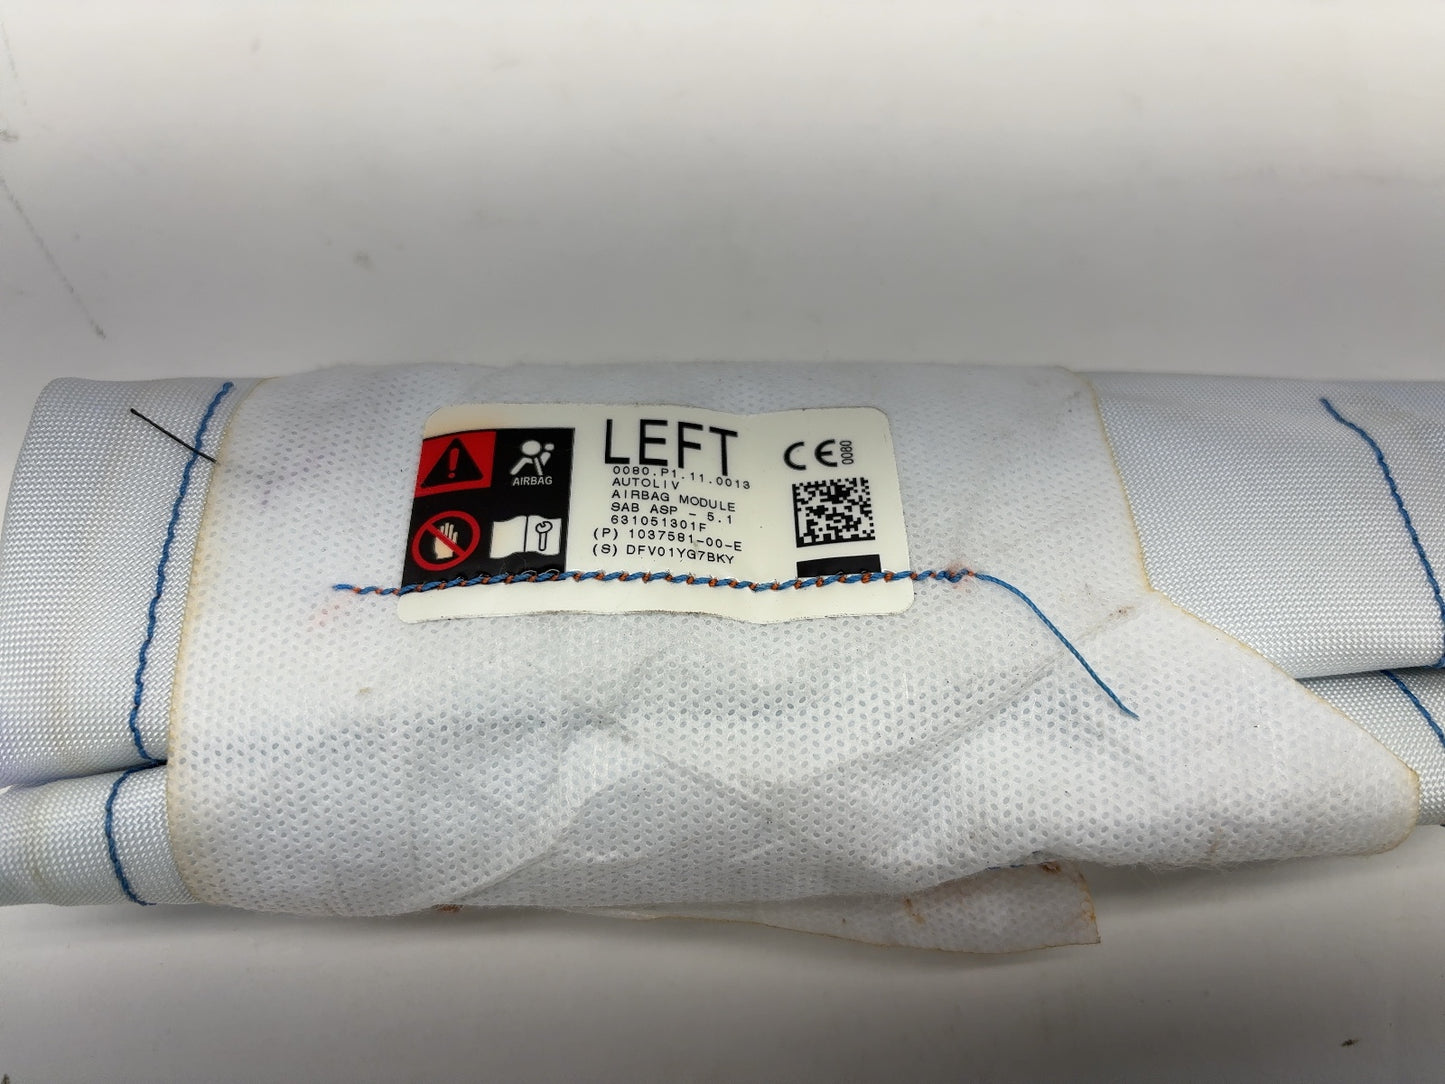 AIRBAG
LEFT
0080.P1.11.0013
AUTOLIV
AIRBAG MODULE
SAB ASP - 5.1
631051301F
(P) 1037581-00-E
(S) DFV01YG7BKY
CE 0080